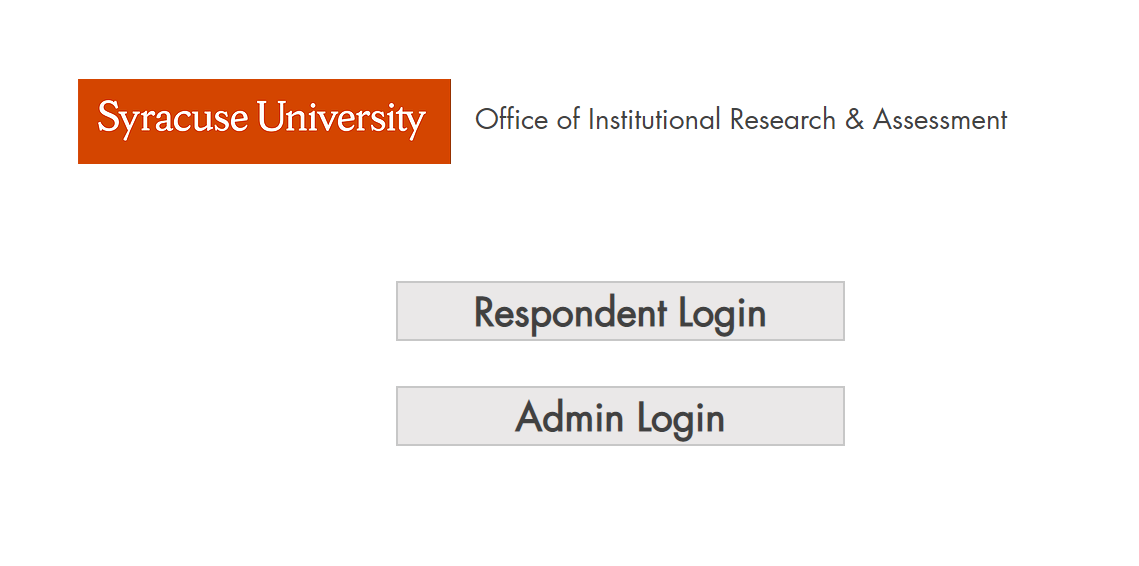 Syracuse University
Office of Institutional Research & Assessment
Respondent Login
Admin Login